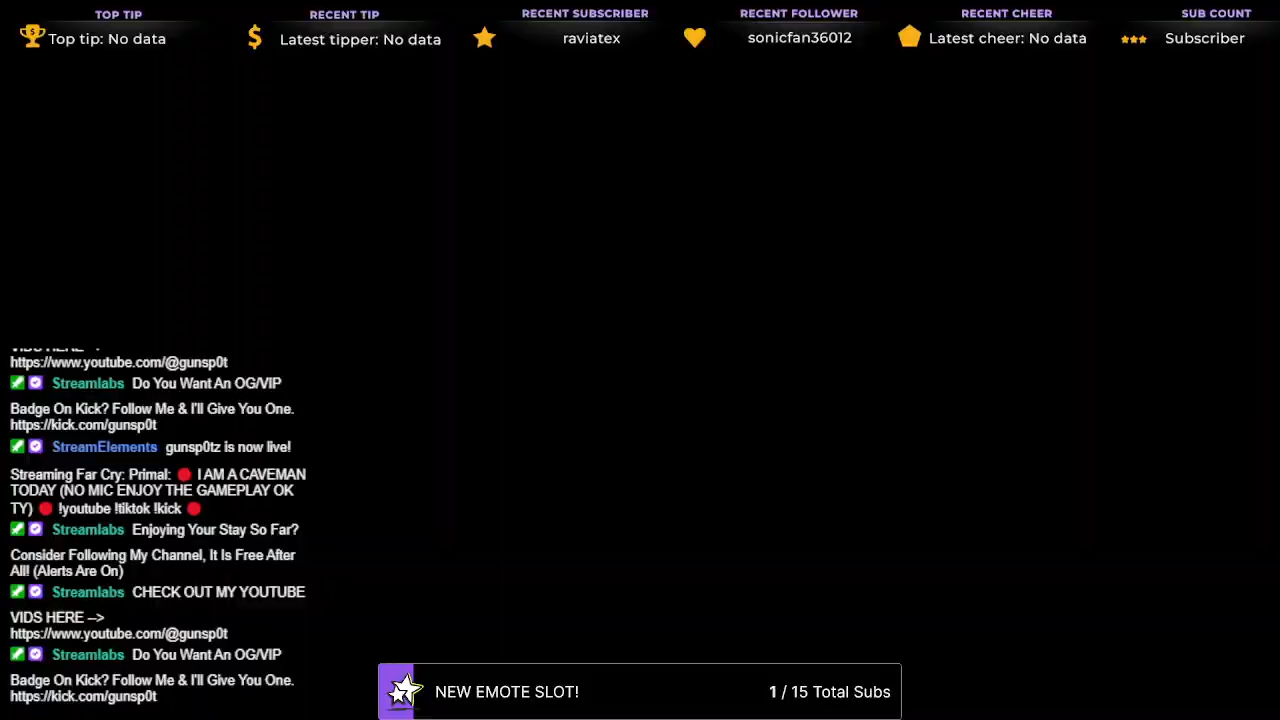 TOP TIP
Top tip: No data
RECENT TIP
Latest tipper: No data
RECENT SUBSCRIBER
raviatex
RECENT FOLLOWER
sonicfan36012
RECENT CHEER
Latest cheer: No data
SUB COUNT
Subscriber
VIDS HERE -->
https://www.youtube.com/@gunsp0t
Streamlabs Do You Want An OG/VIP
Badge On Kick? Follow Me & I'll Give You One.
https://kick.com/gunsp0t
StreamElements gunsp0tz is now live!
Streaming Far Cry: Primal: 🔴 I AM A CAVEMAN
TODAY (NO MIC ENJOY THE GAMEPLAY OK
TY) 🔴 !youtube !tiktok !kick 🔴
Streamlabs Enjoying Your Stay So Far?
Consider Following My Channel, It Is Free After
All! (Alerts Are On)
Streamlabs CHECK OUT MY YOUTUBE
VIDS HERE -->
https://www.youtube.com/@gunsp0t
Streamlabs Do You Want An OG/VIP
Badge On Kick? Follow Me & I'll Give You One.
https://kick.com/gunsp0t
NEW EMOTE SLOT!
1 / 15 Total Subs